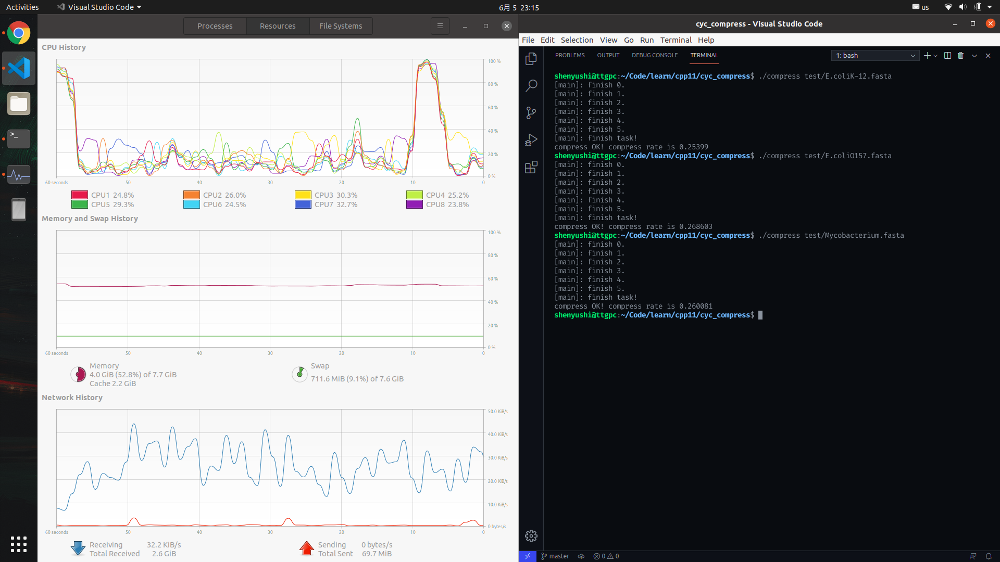 Activities
Visual Studio Code
6月 5 23:15
us
Processes
Resources
File Systems
CPU History
100 %
80 %
60 %
40 %
20 %
0 %
60 seconds
50
40
30
20
10
0
CPU1 24.8%
CPU2 26.0%
CPU3 30.3%
CPU4 25.2%
CPU5 29.3%
CPU6 24.5%
CPU7 32.7%
CPU8 23.8%
Memory and Swap History
100 %
80 %
60 %
40 %
20 %
0 %
60 seconds
50
40
30
20
10
0
Memory
4.0 GiB (52.8%) of 7.7 GiB
Cache 2.2 GiB
Swap
711.6 MiB (9.1%) of 7.6 GiB
Network History
50.0 KiB/s
40.0 KiB/s
30.0 KiB/s
20.0 KiB/s
10.0 KiB/s
0 bytes/s
60 seconds
50
40
30
20
10
0
Receiving 32.2 KiB/s
Total Received 2.6 GiB
Sending 0 bytes/s
Total Sent 69.7 MiB
cyc_compress - Visual Studio Code
File Edit Selection View Go Run Terminal Help
PROBLEMS OUTPUT DEBUG CONSOLE TERMINAL
1: bash
shenyushi@ttgpc:~/Code/learn/cpp11/cyc_compress$ ./compress test/E.coliK-12.fasta
[main]: finish 0.
[main]: finish 1.
[main]: finish 2.
[main]: finish 3.
[main]: finish 4.
[main]: finish 5.
[main]: finish task!
compress OK! compress rate is 0.25399
shenyushi@ttgpc:~/Code/learn/cpp11/cyc_compress$ ./compress test/E.coliO157.fasta
[main]: finish 0.
[main]: finish 1.
[main]: finish 2.
[main]: finish 3.
[main]: finish 4.
[main]: finish 5.
[main]: finish task!
compress OK! compress rate is 0.268603
shenyushi@ttgpc:~/Code/learn/cpp11/cyc_compress$ ./compress test/Mycobacterium.fasta
[main]: finish 0.
[main]: finish 1.
[main]: finish 2.
[main]: finish 3.
[main]: finish 4.
[main]: finish 5.
[main]: finish task!
compress OK! compress rate is 0.260081
shenyushi@ttgpc:~/Code/learn/cpp11/cyc_compress$
master
0
0